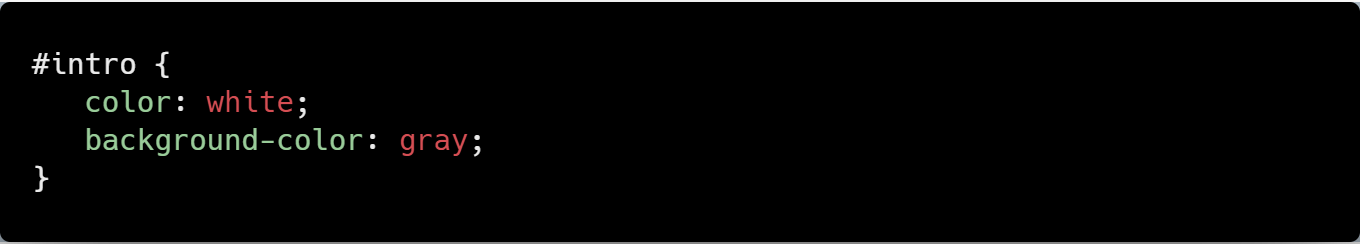 #intro {
   color: white;
   background-color: gray;
}